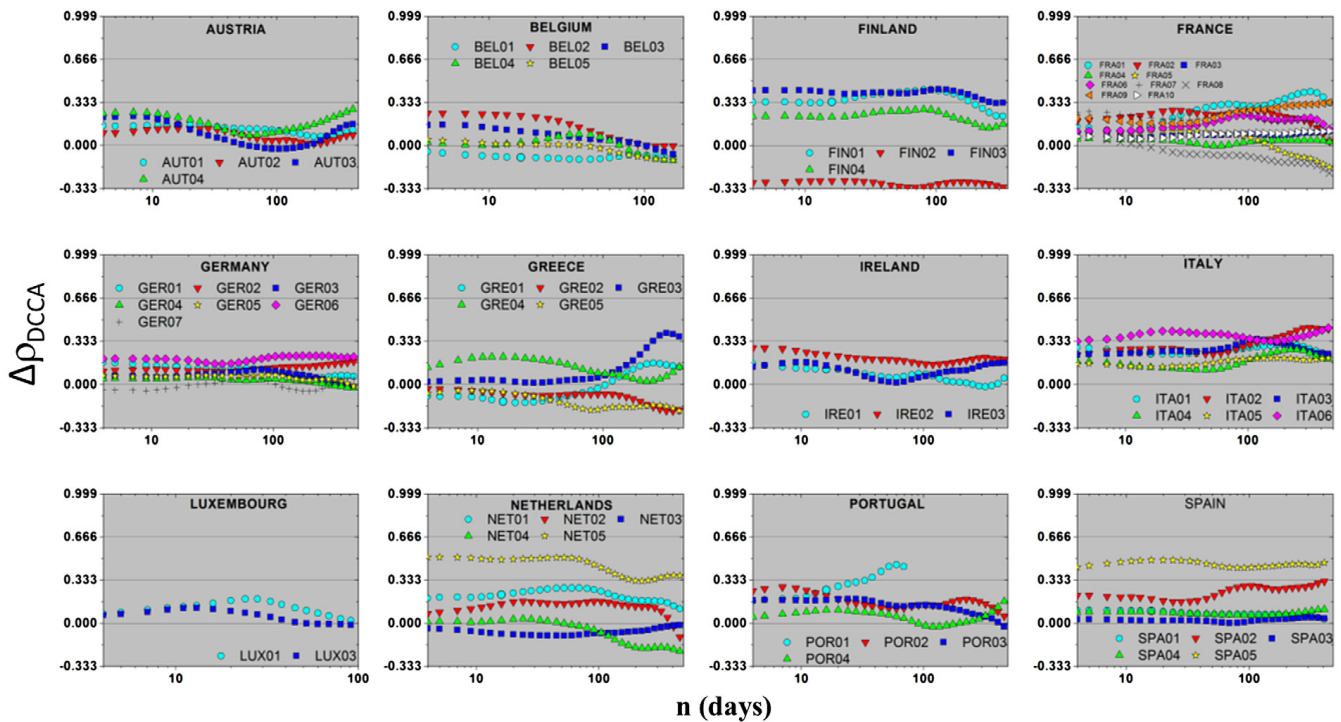 AUSTRIA
0.999
0.666
0.333
0.000
-0.333
AUT01 AUT02 AUT03
AUT04
10 100
BELGIUM
0.999
0.666
0.333
0.000
-0.333
BEL01 BEL02 BEL03
BEL04 BEL05
10 100
FINLAND
0.999
0.666
0.333
0.000
-0.333
FIN01 FIN02 FIN03
FIN04
10 100
FRANCE
0.999
0.666
0.333
0.000
-0.333
FRA01 FRA02 FRA03
FRA04 FRA05
FRA06 FRA07 FRA08
FRA09 FRA10
10 100
ΔρDCCA
GERMANY
0.999
0.666
0.333
0.000
-0.333
GER01 GER02 GER03
GER04 GER05 GER06
GER07
10 100
GREECE
0.999
0.666
0.333
0.000
-0.333
GRE01 GRE02 GRE03
GRE04 GRE05
10 100
IRELAND
0.999
0.666
0.333
0.000
-0.333
IRE01 IRE02 IRE03
10 100
ITALY
0.999
0.666
0.333
0.000
-0.333
ITA01 ITA02 ITA03
ITA04 ITA05 ITA06
10 100
LUXEMBOURG
0.999
0.666
0.333
0.000
-0.333
LUX01 LUX03
10 100
NETHERLANDS
0.999
0.666
0.333
0.000
-0.333
NET01 NET02 NET03
NET04 NET05
10 100
PORTUGAL
0.999
0.666
0.333
0.000
-0.333
POR01 POR02 POR03
POR04
10 100
SPAIN
0.999
0.666
0.333
0.000
-0.333
SPA01 SPA02 SPA03
SPA04 SPA05
10 100
n (days)